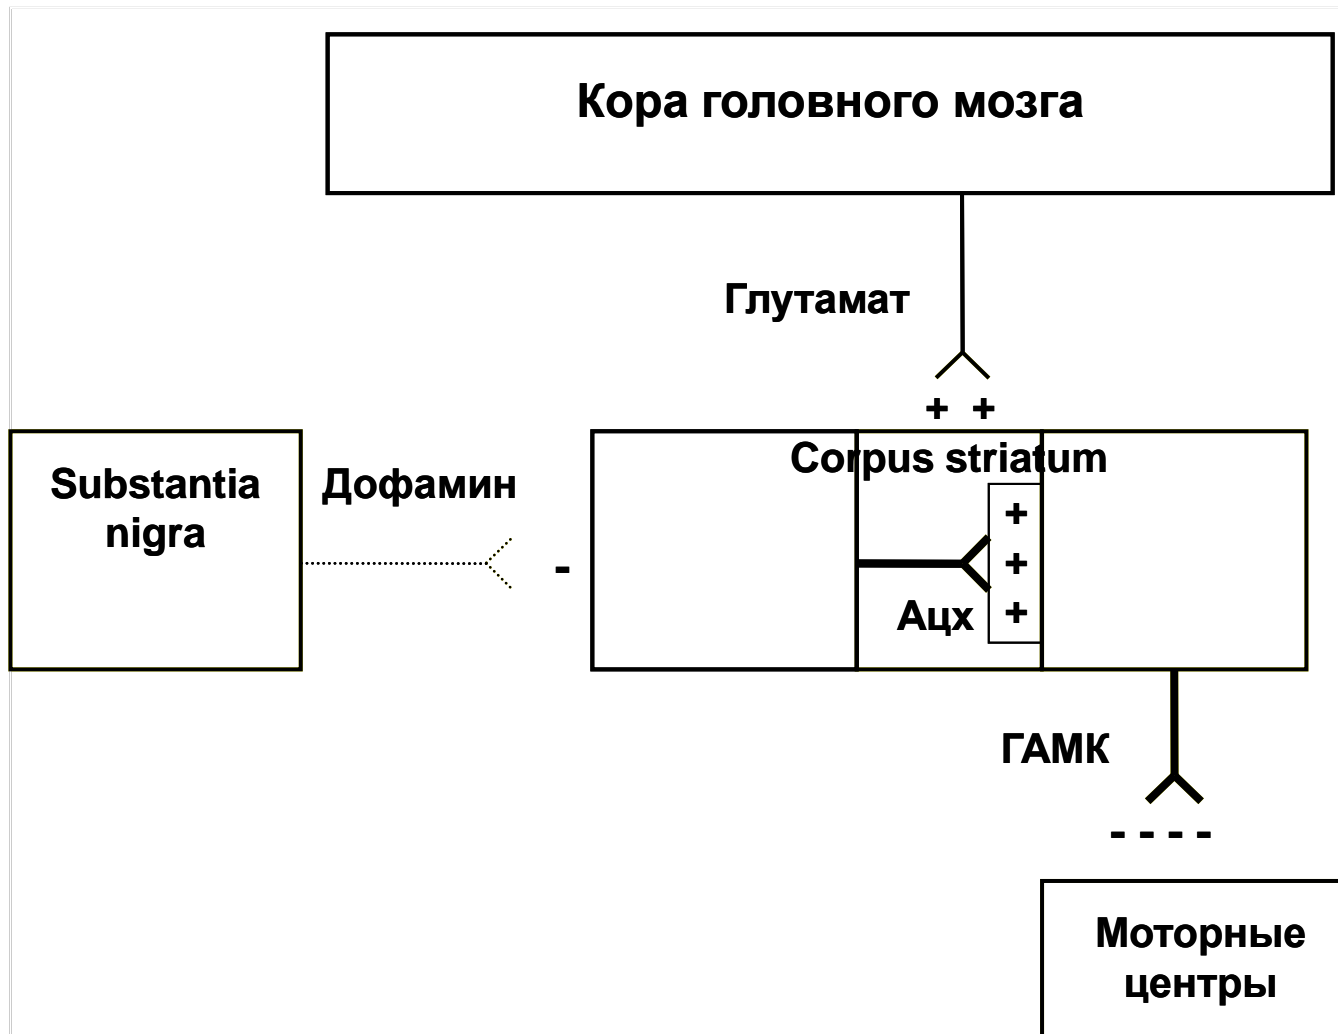 Кора головного мозга
Глутамат
+ +
Corpus striatum
Substantia
nigra
Дофамин
-
+
+
+
Ацх
ГАМК
- - - -
Моторные
центры